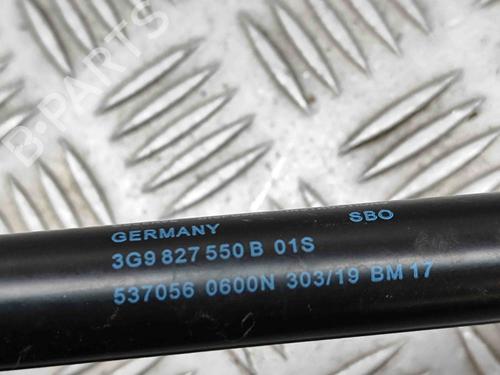 B-PARTS
GERMANY SBO
3G9 827 550 B 01S
537056 0600N 303/19 BM 17